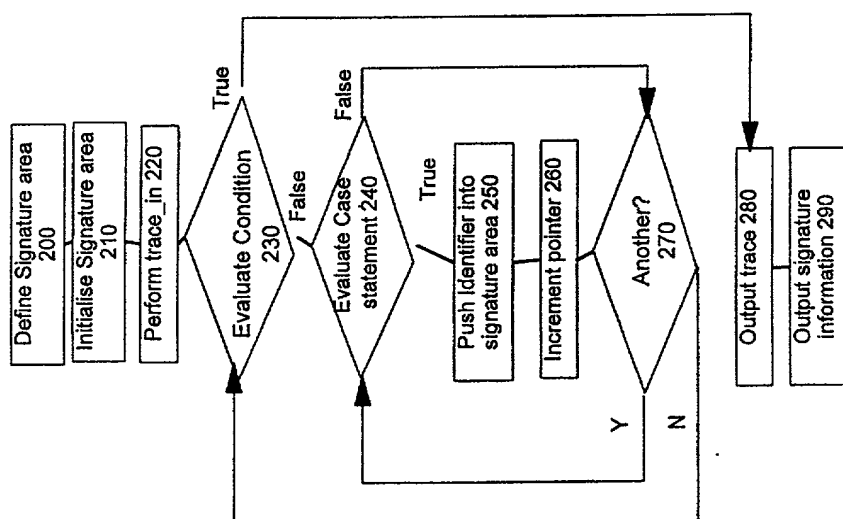 Define Signature area
200
Initialise Signature area
210
Perform trace_in 220
Evaluate Condition
230
True
False
Evaluate Case
statement 240
False
True
Push Identifier into
signature area 250
Increment pointer 260
Another?
270
Y
N
Output trace 280
Output signature
information 290